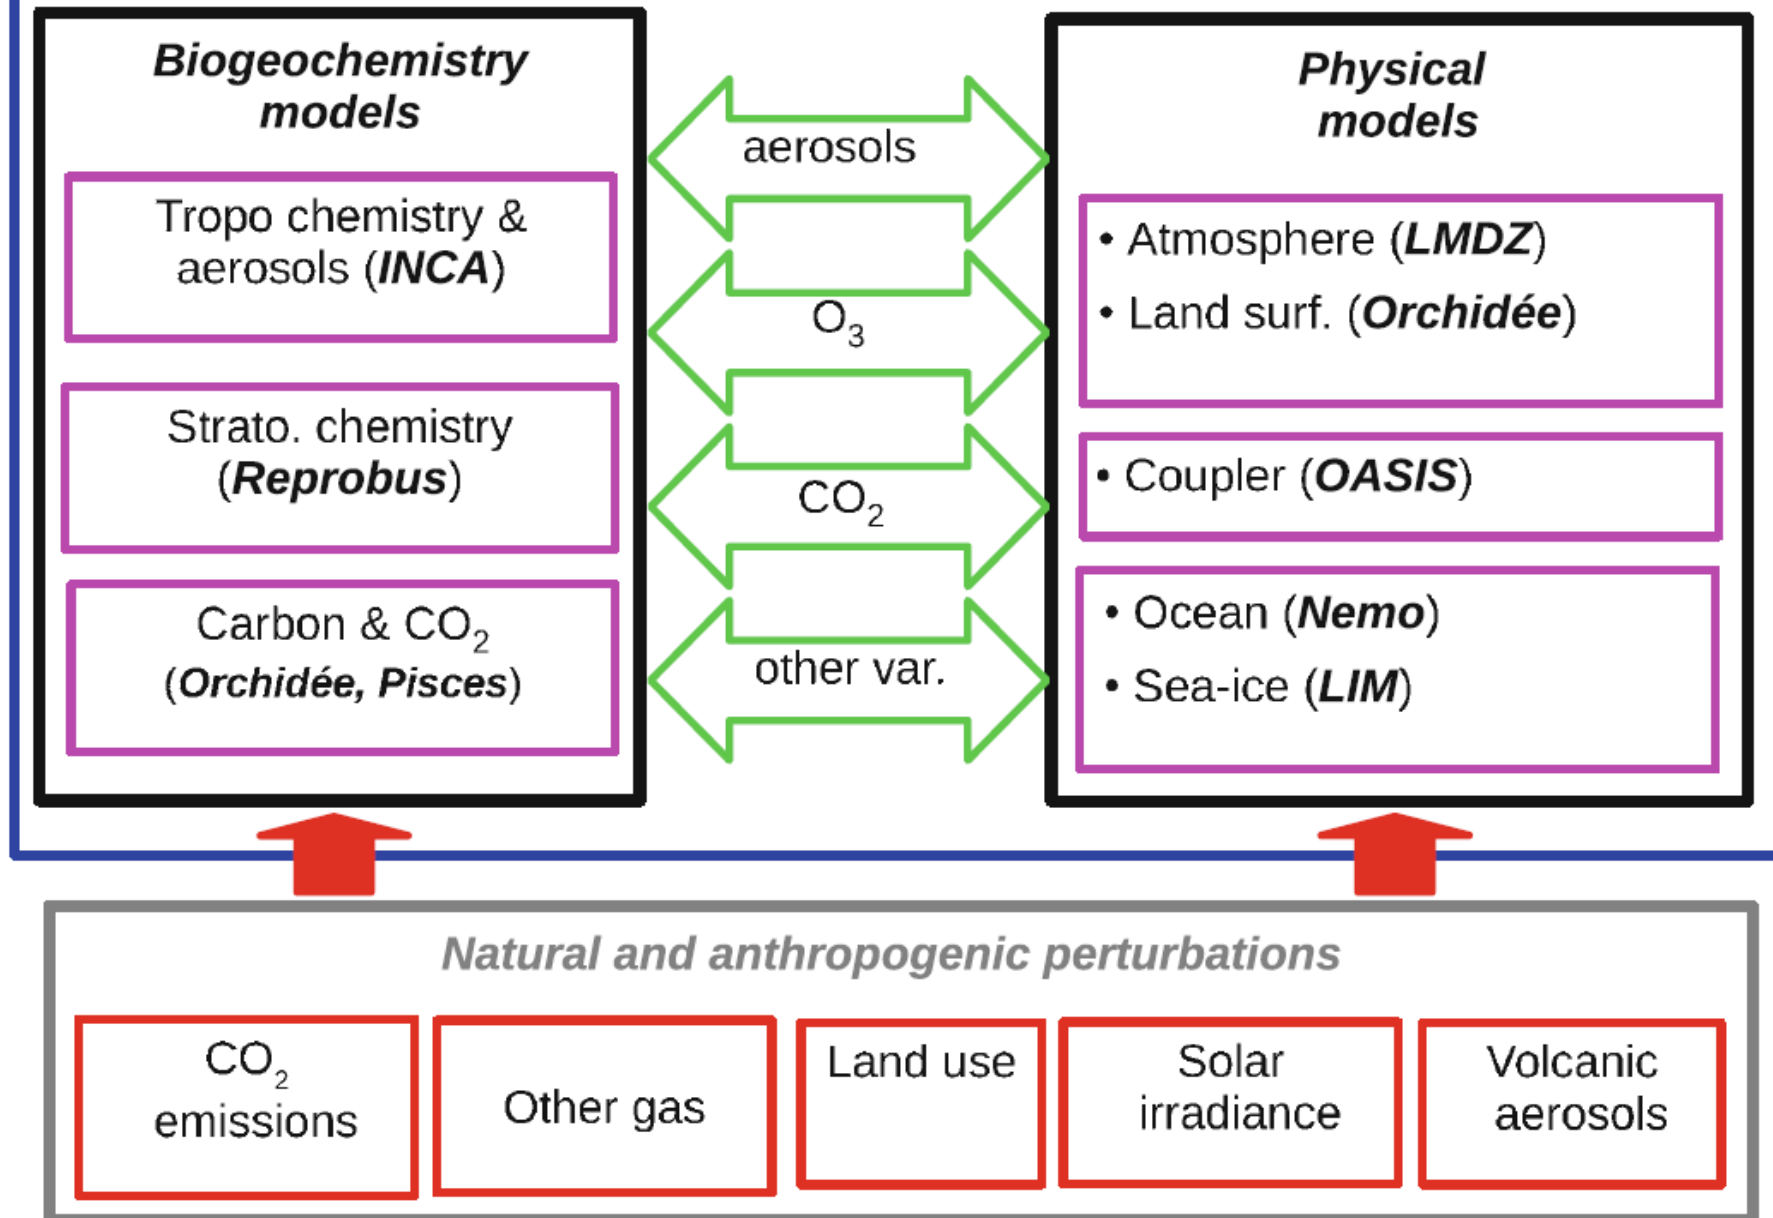 Biogeochemistry
models
Tropo chemistry &
aerosols (INCA)
Strato. chemistry
(Reprobus)
Carbon & CO₂
(Orchidée, Pisces)
aerosols
O₃
CO₂
other var.
Physical
models
• Atmosphere (LMDZ)
• Land surf. (Orchidée)
• Coupler (OASIS)
• Ocean (Nemo)
• Sea-ice (LIM)
Natural and anthropogenic perturbations
CO₂
emissions
Other gas
Land use
Solar
irradiance
Volcanic
aerosols